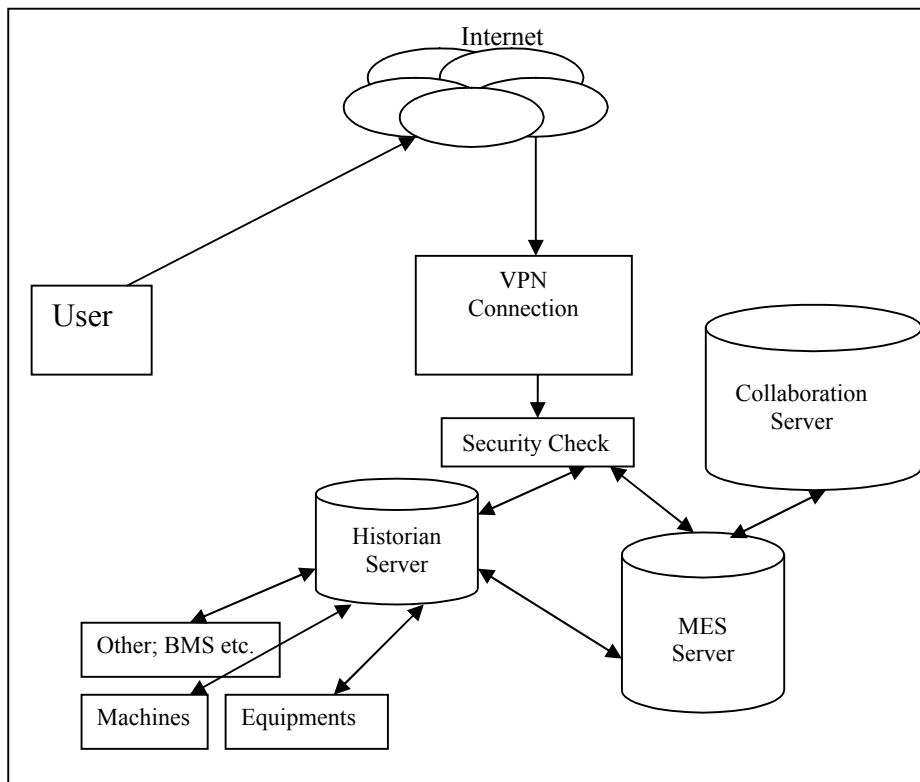 Internet
VPN
Connection
User
Collaboration
Server
Security Check
Historian
Server
MES
Server
Other; BMS etc.
Machines
Equipments